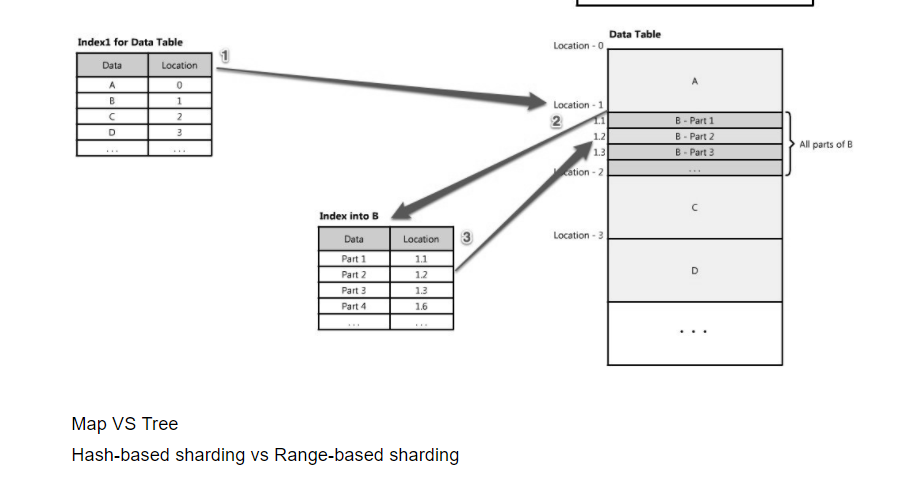 Index1 for Data Table
Data Location
A 0
B 1
C 2
D 3
... ...
1
Data Table
Location - 0
A
Location - 1
2
1.1 B - Part 1
1.2 B - Part 2
1.3 B - Part 3
...
All parts of B
Location - 2
C
Location - 3
D
...
Index into B
Data Location
Part 1 1.1
Part 2 1.2
Part 3 1.3
Part 4 1.6
... ...
3
Map VS Tree
Hash-based sharding vs Range-based sharding